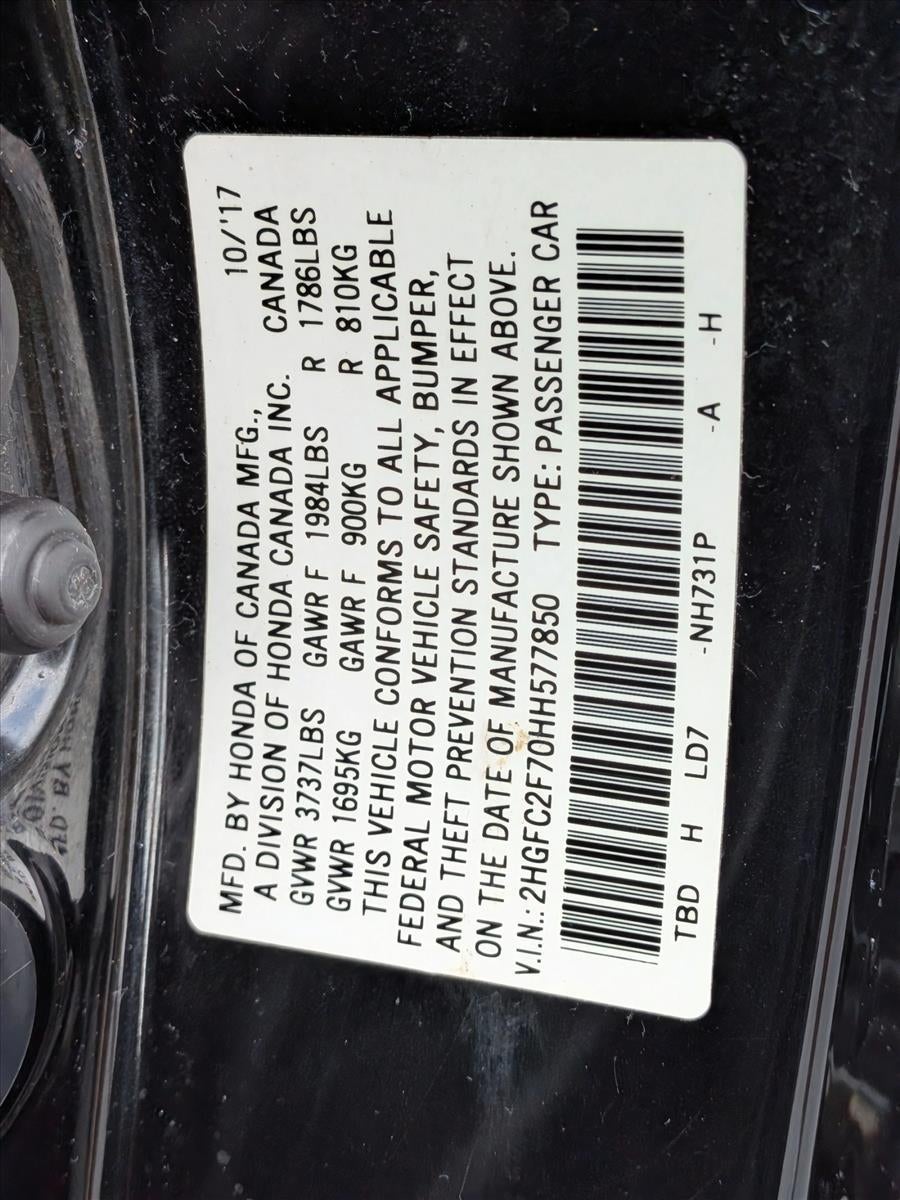 MFD. BY HONDA OF CANADA MFG., 10/'17
A DIVISION OF HONDA CANADA INC. CANADA
GVWR 3737LBS GAWR F 1984LBS R 1786LBS
GVWR 1695KG GAWR F 900KG R 810KG
THIS VEHICLE CONFORMS TO ALL APPLICABLE
FEDERAL MOTOR VEHICLE SAFETY, BUMPER,
AND THEFT PREVENTION STANDARDS IN EFFECT
ON THE DATE OF MANUFACTURE SHOWN ABOVE.
V.I.N.: 2HGFC2F70HH577850 TYPE: PASSENGER CAR
TBD H LD7 -NH731P -A -H